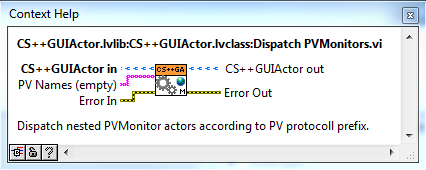 Context Help
CS++GUIActor.lvlib:CS++GUIActor.lvclass:Dispatch PVMonitors.vi
CS++GUIActor in
CS++GA
CS++GUIActor out
PV Names (empty)
Error In
M
Error Out
Dispatch nested PVMonitor actors according to PV protocoll prefix.
?